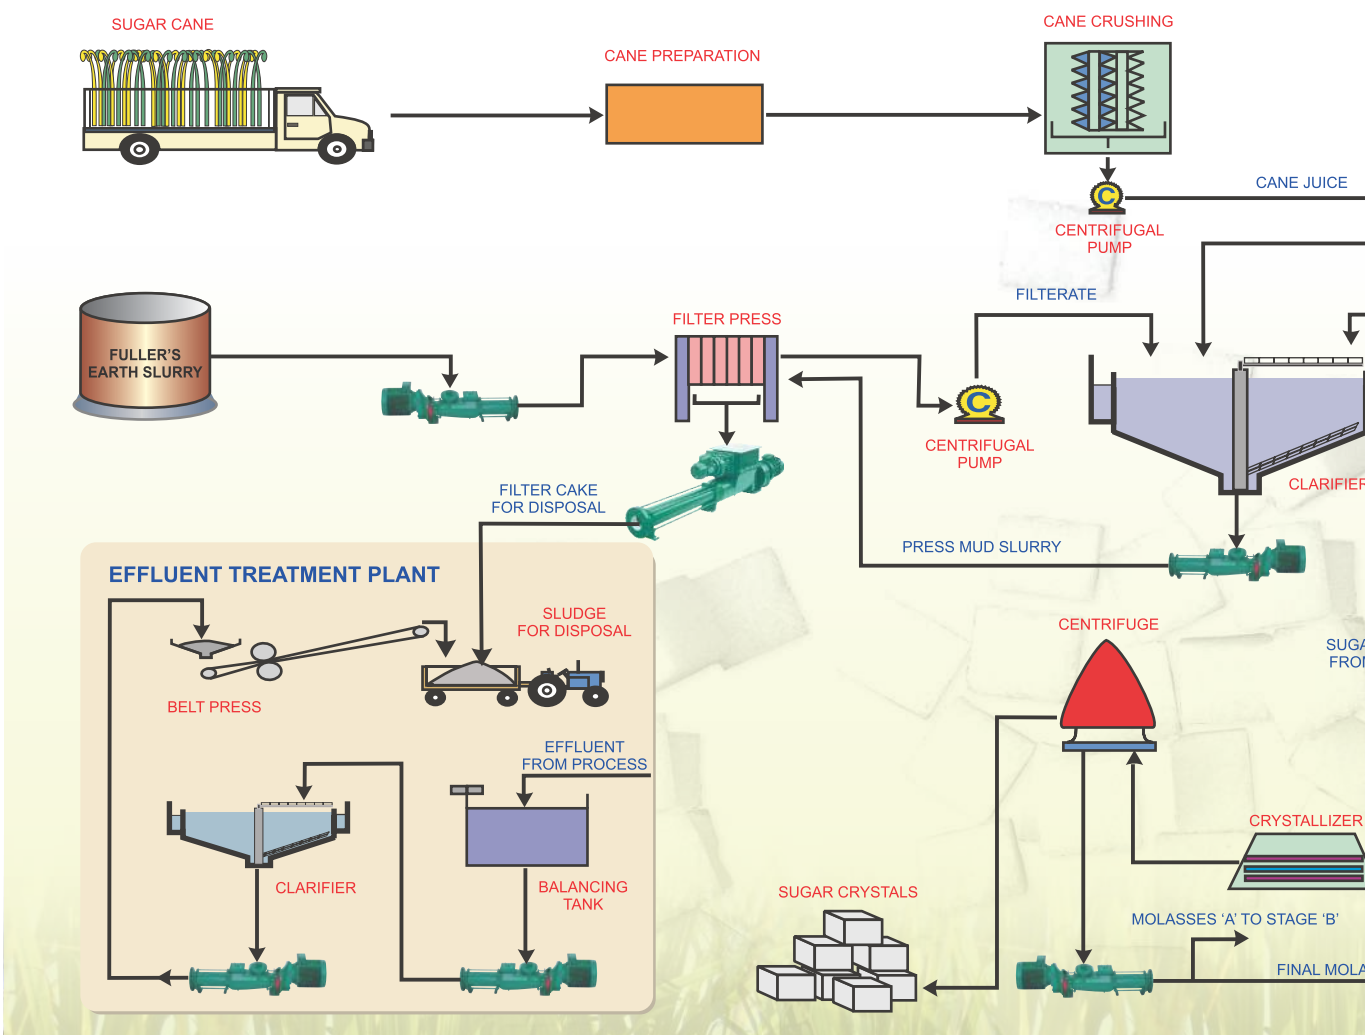 SUGAR CANE
CANE PREPARATION
CANE CRUSHING
C
CANE JUICE
CENTRIFUGAL
PUMP
FILTERATE
FULLER'S
EARTH SLURRY
FILTER PRESS
C
CENTRIFUGAL
PUMP
CLARIFIER
FILTER CAKE
FOR DISPOSAL
PRESS MUD SLURRY
EFFLUENT TREATMENT PLANT
SLUDGE
FOR DISPOSAL
BELT PRESS
CENTRIFUGE
EFFLUENT
FROM PROCESS
CLARIFIER
BALANCING
TANK
CRYSTALLIZER
SUGAR CRYSTALS
MOLASSES ‘A’ TO STAGE ‘B’
FINAL